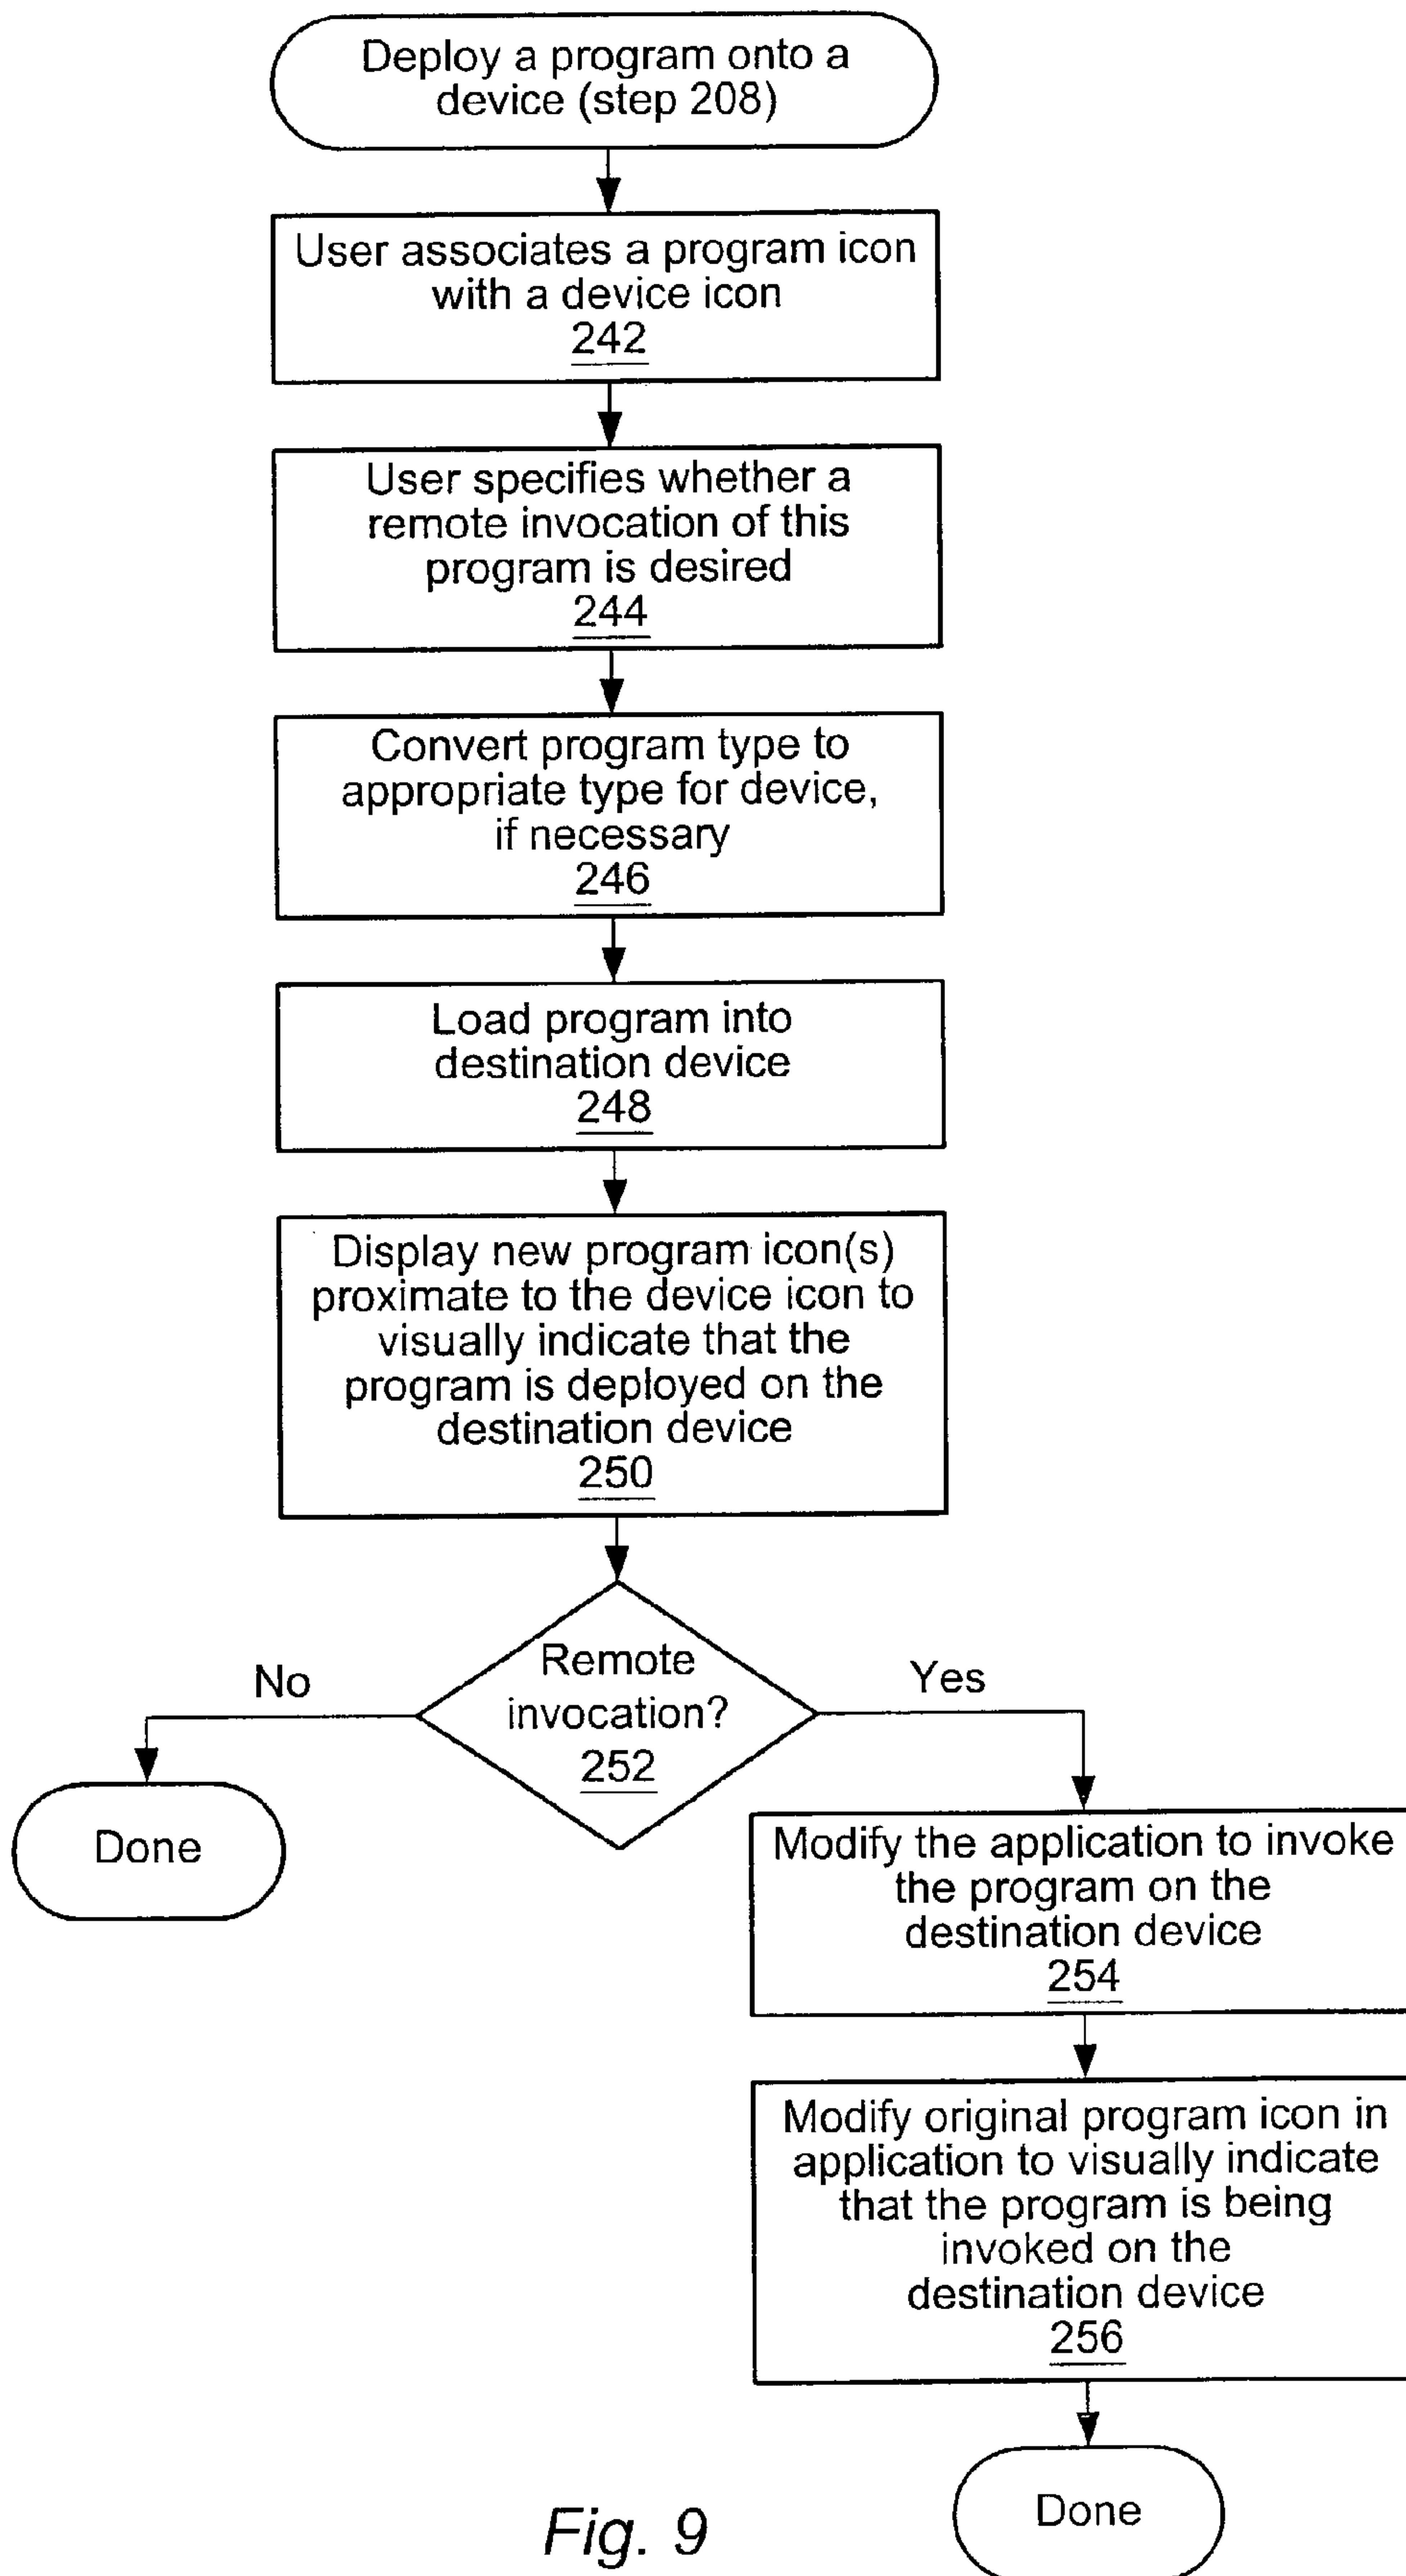 Deploy a program onto a
device (step 208)
User associates a program icon
with a device icon
242
User specifies whether a
remote invocation of this
program is desired
244
Convert program type to
appropriate type for device,
if necessary
246
Load program into
destination device
248
Display new program icon(s)
proximate to the device icon to
visually indicate that the
program is deployed on the
destination device
250
Remote
invocation?
252
No
Yes
Done
Modify the application to invoke
the program on the
destination device
254
Modify original program icon in
application to visually indicate
that the program is being
invoked on the
destination device
256
Done
Fig. 9